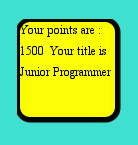 Your points are :
1500  Your title is
Junior Programmer